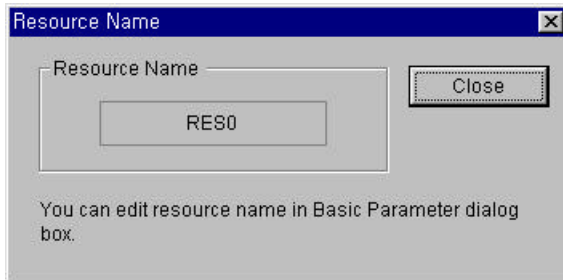 Resource Name
Resource Name
Close
RES0
You can edit resource name in Basic Parameter dialog
box.